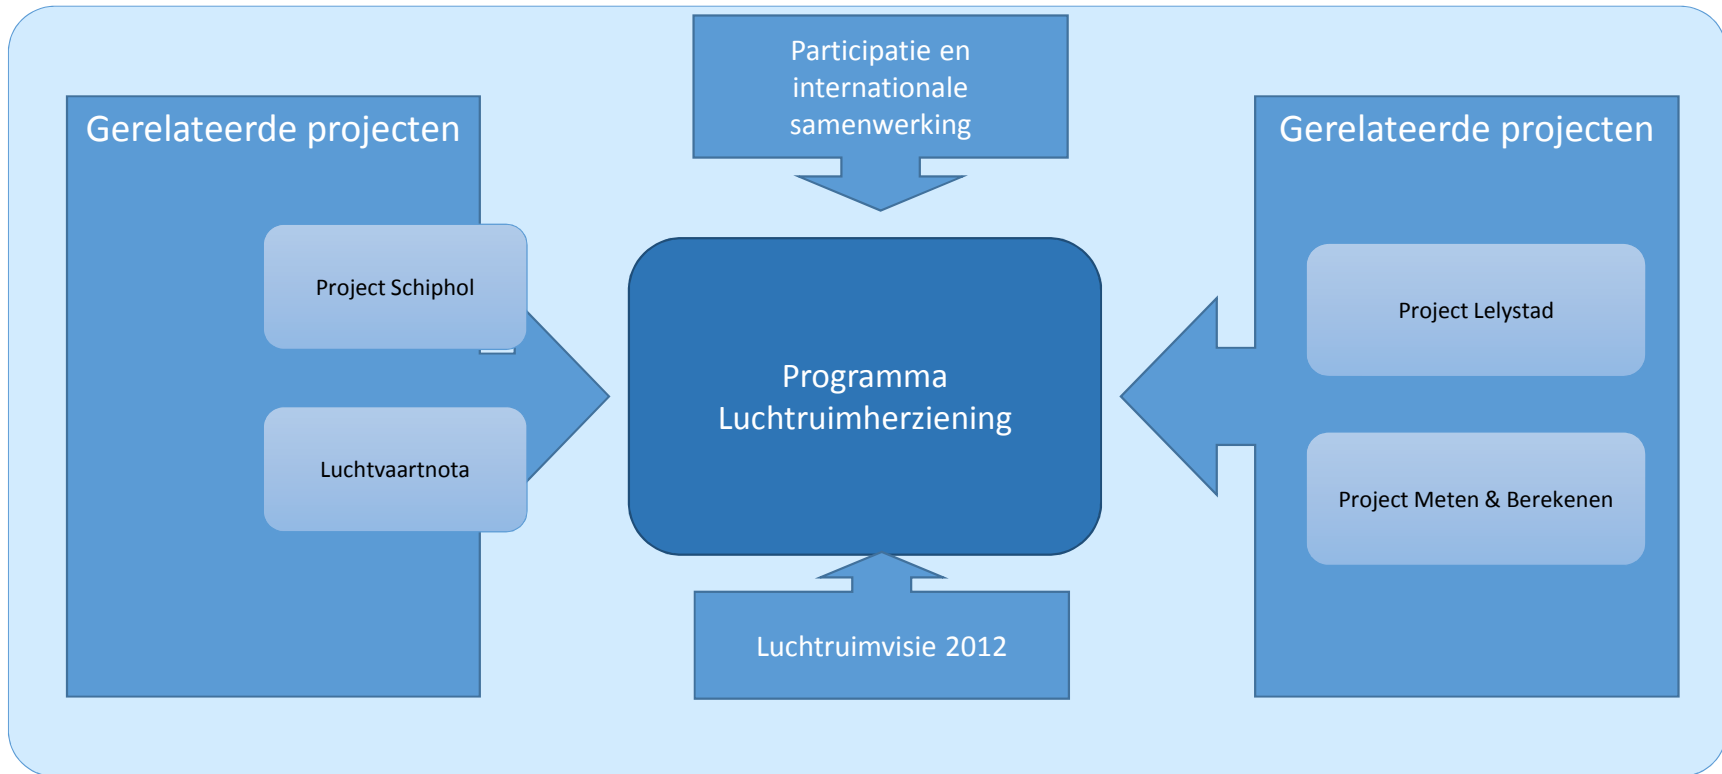 Participatie en
internationale
samenwerking
Gerelateerde projecten
Project Schiphol
Luchtvaartnota
Programma
Luchtruimherziening
Gerelateerde projecten
Project Lelystad
Project Meten & Berekenen
Luchtruimvisie 2012